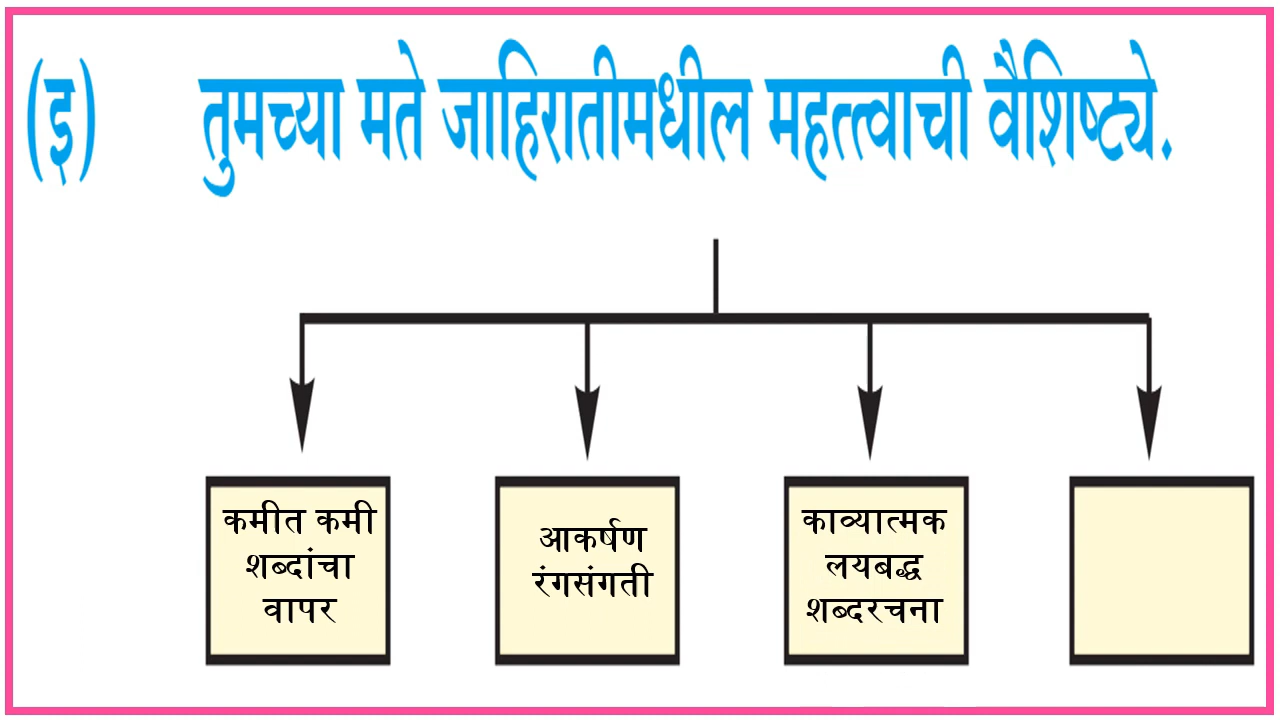 (इ) तुमच्या मते जाहिरातीमधील महत्त्वाची वैशिष्ट्ये.
कमीत कमी
शब्दांचा
वापर
आकर्षण
रंगसंगती
काव्यात्मक
लयबद्ध
शब्दरचना